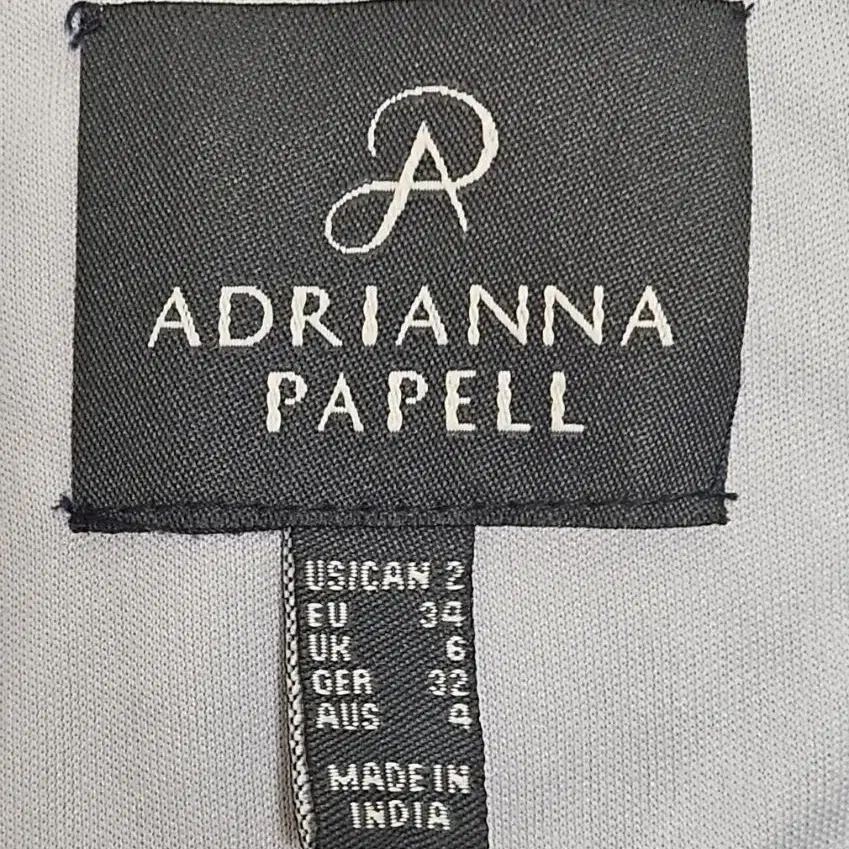 ADRIANNA
PAPELL
US/CAN 2
EU 34
UK 6
GER 32
AUS 4
MADE IN
INDIA